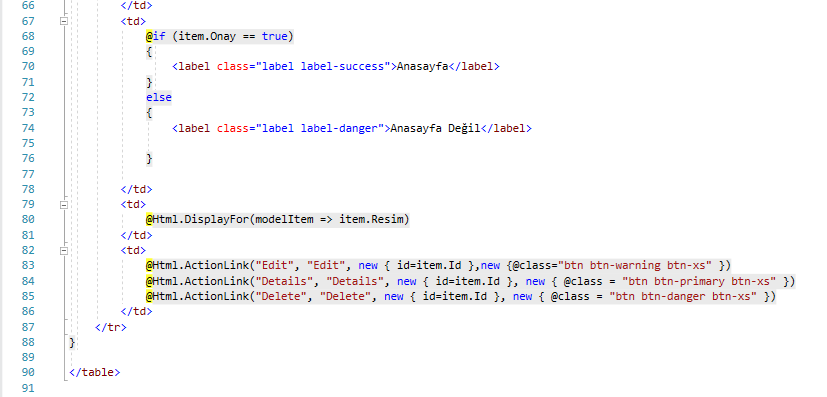 66 </td>
67 <td>
68 @if (item.Onay == true)
69 {
70 <label class="label label-success">Anasayfa</label>
71 }
72 else
73 {
74 <label class="label label-danger">Anasayfa Değil</label>
75
76 }
77
78 </td>
79 <td>
80 @Html.DisplayFor(modelItem => item.Resim)
81 </td>
82 <td>
83 @Html.ActionLink("Edit", "Edit", new { id=item.Id },new {@class="btn btn-warning btn-xs" })
84 @Html.ActionLink("Details", "Details", new { id=item.Id }, new { @class = "btn btn-primary btn-xs" })
85 @Html.ActionLink("Delete", "Delete", new { id=item.Id }, new { @class = "btn btn-danger btn-xs" })
86 </td>
87 </tr>
88 }
89
90 </table>
91